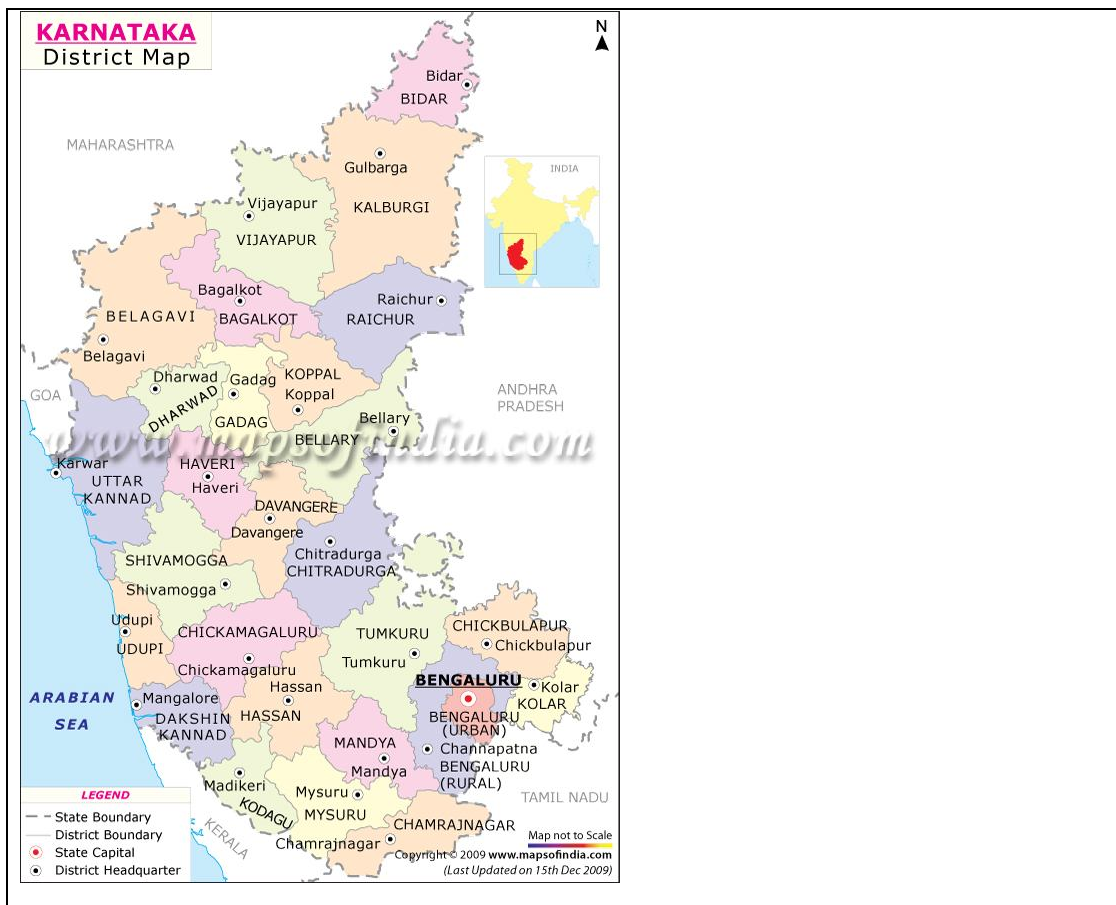 KARNATAKA
District Map
N
Bidar
BIDAR
MAHARASHTRA
Gulbarga
INDIA
KALBURGI
Vijayapur
VIJAYAPUR
Bagalkot
BAGALKOT
Raichur
RAICHUR
BELAGAVI
Belagavi
Dharwad
DHARWAD
Gadag
GADAG
KOPPAL
Koppal
GOA
ANDHRA
PRADESH
Bellary
BELLARY
www.mapsofindia.com
Karwar
UTTAR
KANNAD
HAVERI
Haveri
DAVANGERE
Davangere
Chitradurga
CHITRADURGA
SHIVAMOGGA
Shivamogga
Udupi
UDUPI
CHICKAMAGALURU
Chickamagaluru
TUMKURU
Tumkuru
CHICKBULAPUR
Chickbulapur
BENGALURU
Kolar
KOLAR
BENGALURU
(URBAN)
Hassan
HASSAN
ARABIAN
SEA
Mangalore
DAKSHIN
KANNAD
MANDYA
Mandya
Channapatna
BENGALURU
(RURAL)
Madikeri
KODAGU
Mysuru
MYSURU
TAMIL NADU
KERALA
CHAMRAJNAGAR
Chamrajnagar
LEGEND
State Boundary
District Boundary
State Capital
District Headquarter
Map not to Scale
Copyright © 2009 www.mapsofindia.com
(Last Updated on 15th Dec 2009)